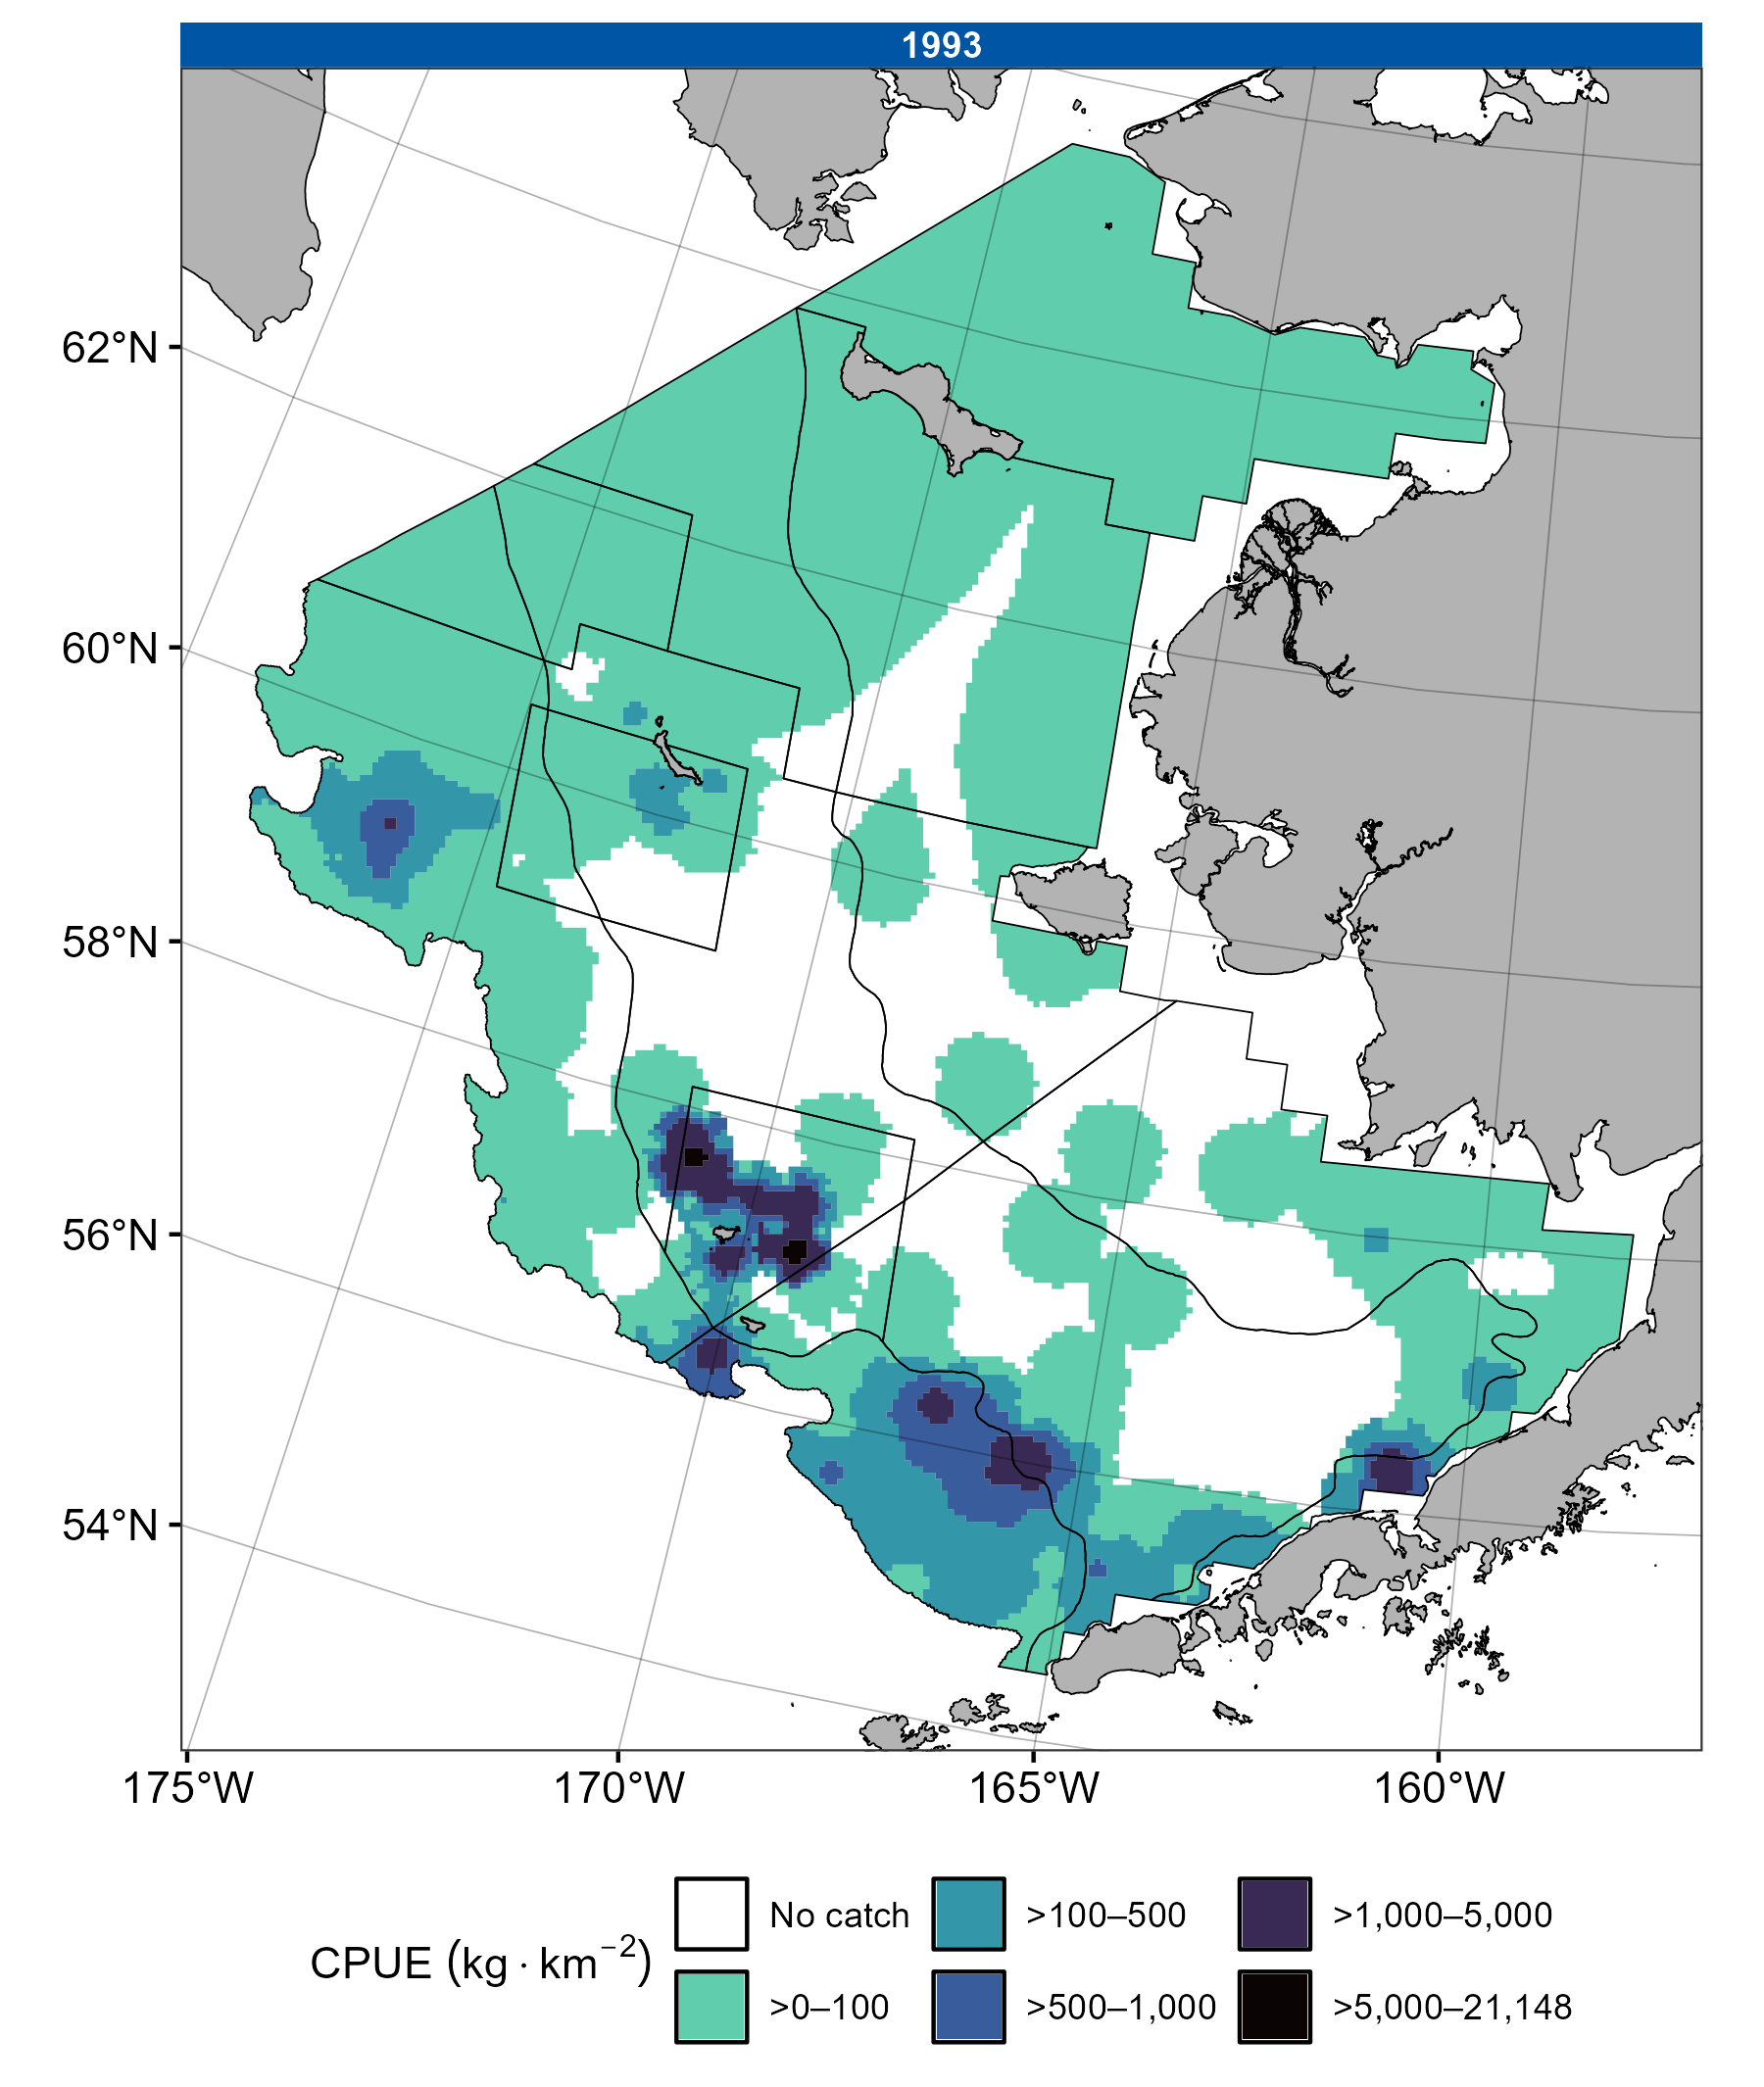 1993
62°N
60°N
58°N
56°N
54°N
175°W 170°W 165°W 160°W
CPUE (kg · km⁻²)
No catch >100–500 >1,000–5,000
>0–100 >500–1,000 >5,000–21,148